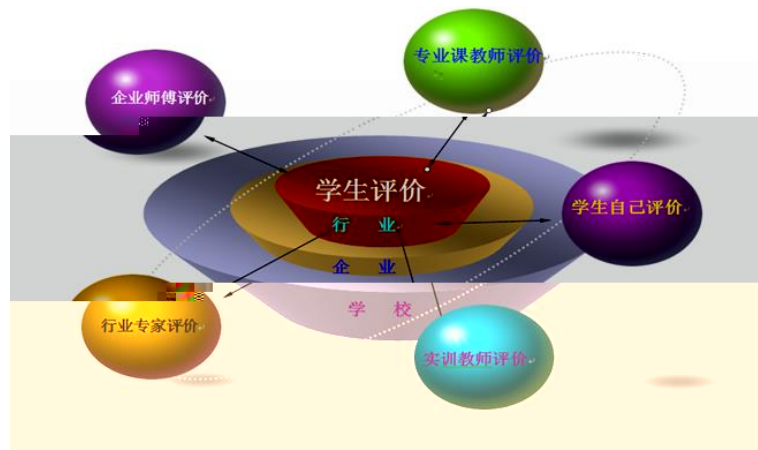 专业课教师评价
企业师傅评价
学生评价
学生自己评价
行 业
企 业
学 校
行业专家评价
实训教师评价